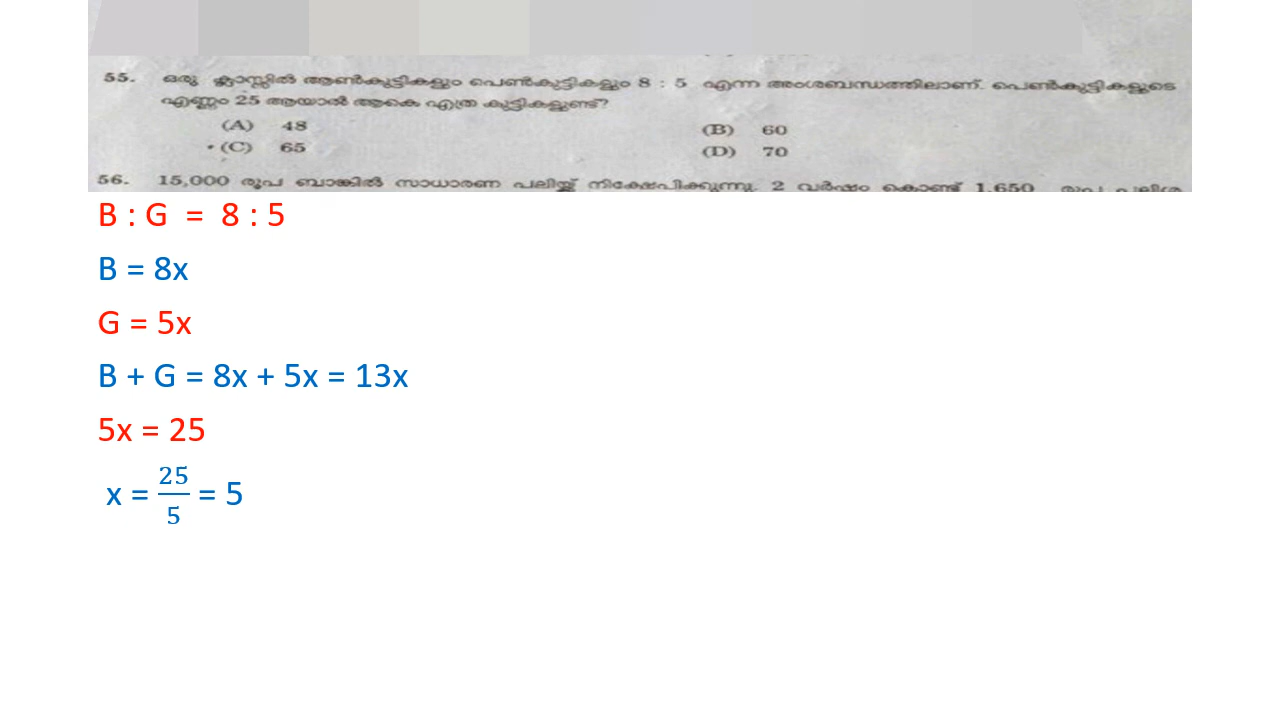 55. ഒരു ക്ലാസ്സിൽ ആൺകുട്ടികളും പെൺകുട്ടികളും 8 : 5 എന്ന അംശബന്ധത്തിലാണ്. പെൺകുട്ടികളുടെ
എണ്ണം 25 ആയാൽ ആകെ എത്ര കുട്ടികളുണ്ട്?
(A) 48 (B) 60
(C) 65 (D) 70
56. 15,000 രൂപ ബാങ്കിൽ സാധാരണ പലിശയ്ക്ക് നിക്ഷേപിക്കുന്നു. 2 വർഷം കൊണ്ട് 1,650 രൂപ പലിശ
B : G = 8 : 5
B = 8x
G = 5x
B + G = 8x + 5x = 13x
5x = 25
x = 25/5 = 5